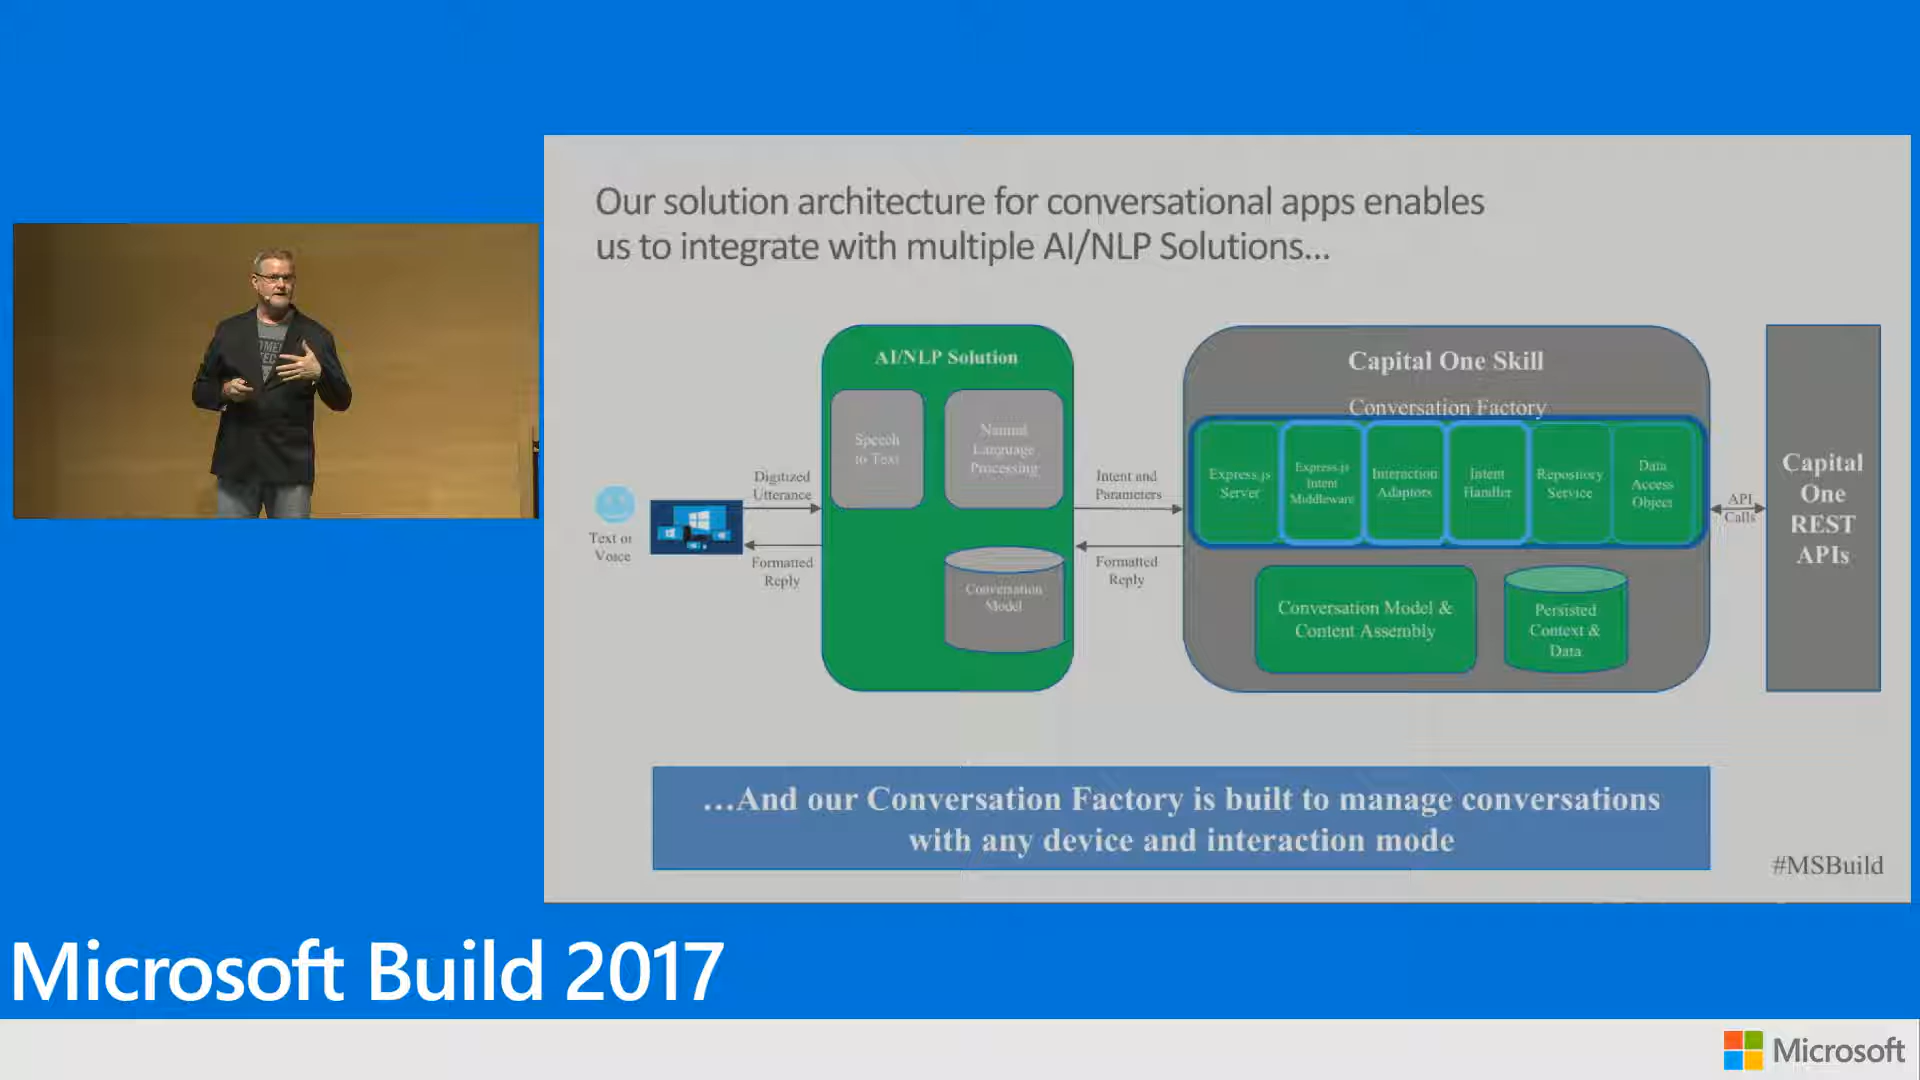 Our solution architecture for conversational apps enables
us to integrate with multiple AI/NLP Solutions...
AI/NLP Solution
Speech
to Text
Natural
Language
Processing
Conversation
Model
Text or
Voice
Digitized
Utterance
Formatted
Reply
Intent and
Parameters
Formatted
Reply
Capital One Skill
Conversation Factory
Express.js
Server
Express.js
Intent
Middleware
Interaction
Adaptors
Intent
Handler
Repository
Service
Data
Access
Object
Conversation Model &
Content Assembly
Persisted
Context &
Data
API
Calls
Capital
One
REST
APIs
...And our Conversation Factory is built to manage conversations
with any device and interaction mode
#MSBuild
Microsoft Build 2017
Microsoft